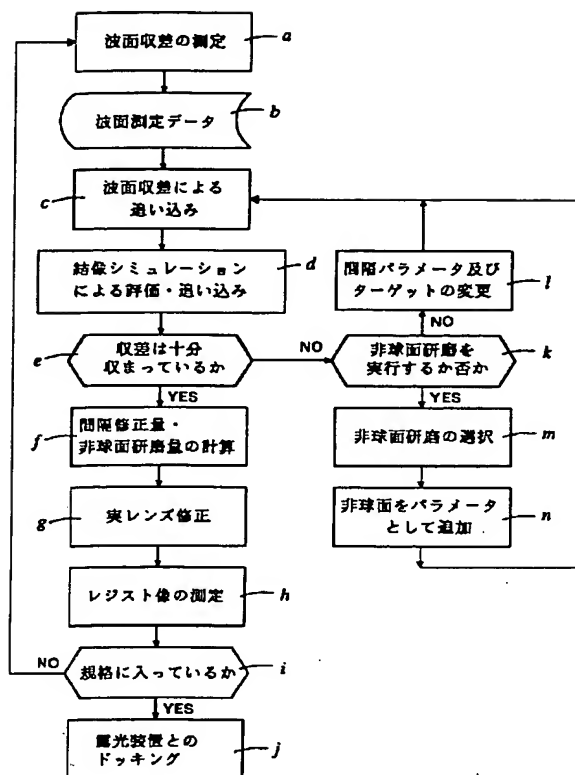 波面収差の測定
a
波面測定データ
b
波面収差による
追い込み
c
結像シミュレーション
による評価・追い込み
d
間隔パラメータ及び
ターゲットの変更
l
収差は十分
収まっているか
e
NO
NO
非球面研磨を
実行するか否か
k
YES
YES
間隔修正量・
非球面研磨量の計算
f
非球面研磨の選択
m
実レンズ修正
g
非球面をパラメータ
として追加
n
レジスト像の測定
h
NO
規格に入っているか
i
YES
露光装置との
ドッキング
j